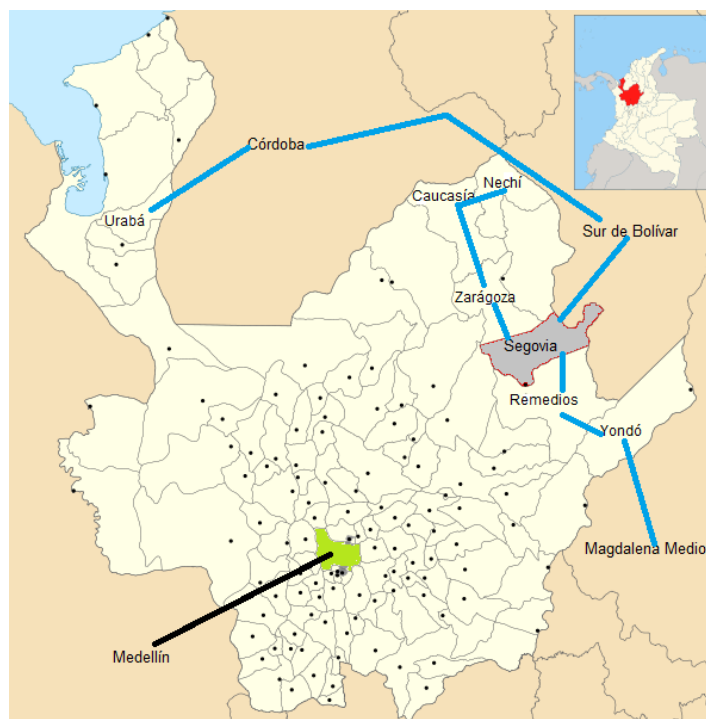 Córdoba
Nechí
Caucasía
Urabá
Sur de Bolívar
Zarágoza
Segovia
Remedios
Yondó
Magdalena Medio
Medellín